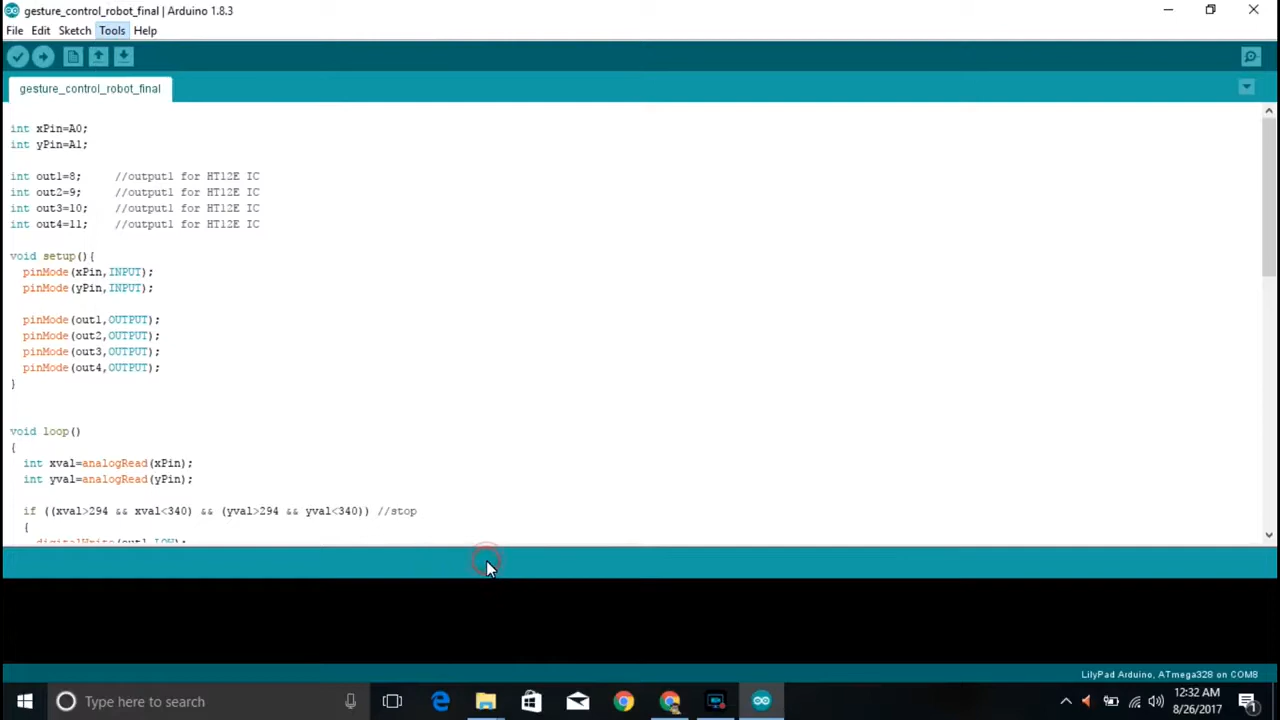 gesture_control_robot_final | Arduino 1.8.3
File Edit Sketch Tools Help
gesture_control_robot_final
int xPin=A0;
int yPin=A1;
int out1=8; //output1 for HT12E IC
int out2=9; //output1 for HT12E IC
int out3=10; //output1 for HT12E IC
int out4=11; //output1 for HT12E IC
void setup(){
pinMode(xPin,INPUT);
pinMode(yPin,INPUT);
pinMode(out1,OUTPUT);
pinMode(out2,OUTPUT);
pinMode(out3,OUTPUT);
pinMode(out4,OUTPUT);
}
void loop()
{
int xval=analogRead(xPin);
int yval=analogRead(yPin);
if ((xval>294 && xval<340) && (yval>294 && yval<340)) //stop
{
digitalWrite(out1,LOW);
LilyPad Arduino, ATmega328 on COM8
Type here to search
12:32 AM
8/26/2017
1